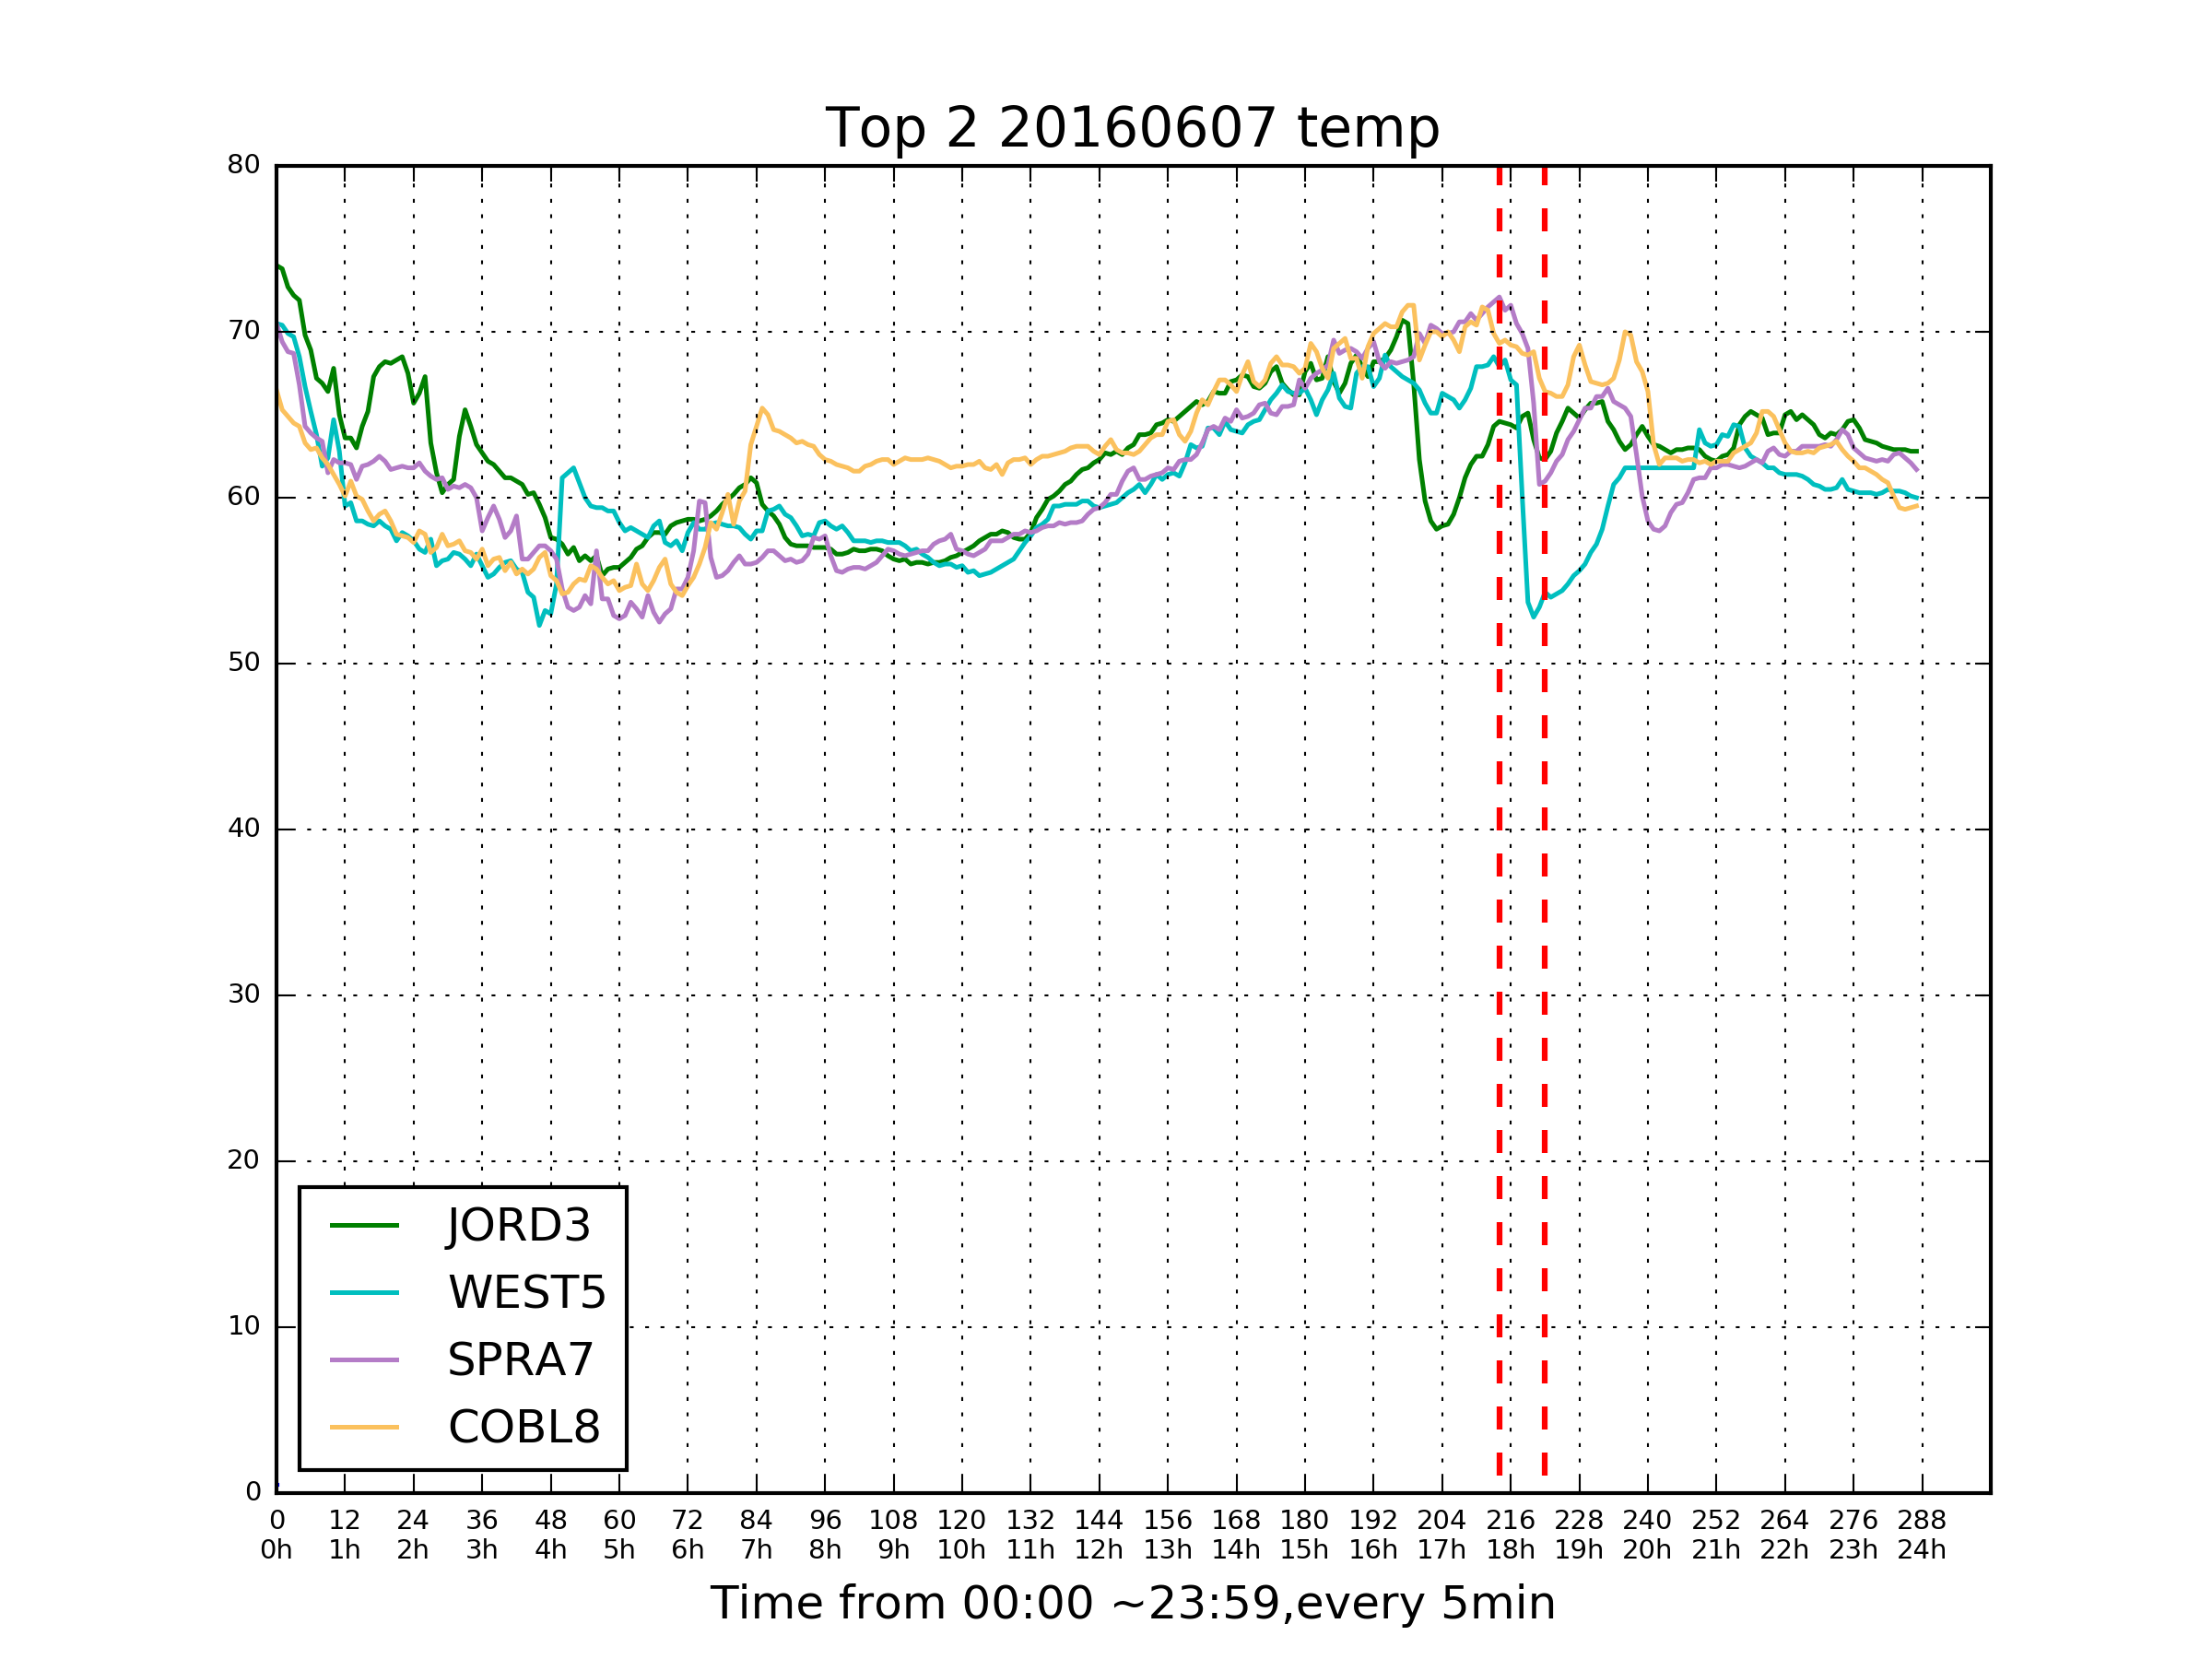 Top 2 20160607 temp
80
70
60
50
40
30
20
10
0
JORD3
WEST5
SPRA7
COBL8
0 12 24 36 48 60 72 84 96 108 120 132 144 156 168 180 192 204 216 228 240 252 264 276 288
0h 1h 2h 3h 4h 5h 6h 7h 8h 9h 10h 11h 12h 13h 14h 15h 16h 17h 18h 19h 20h 21h 22h 23h 24h
Time from 00:00 ~23:59,every 5min